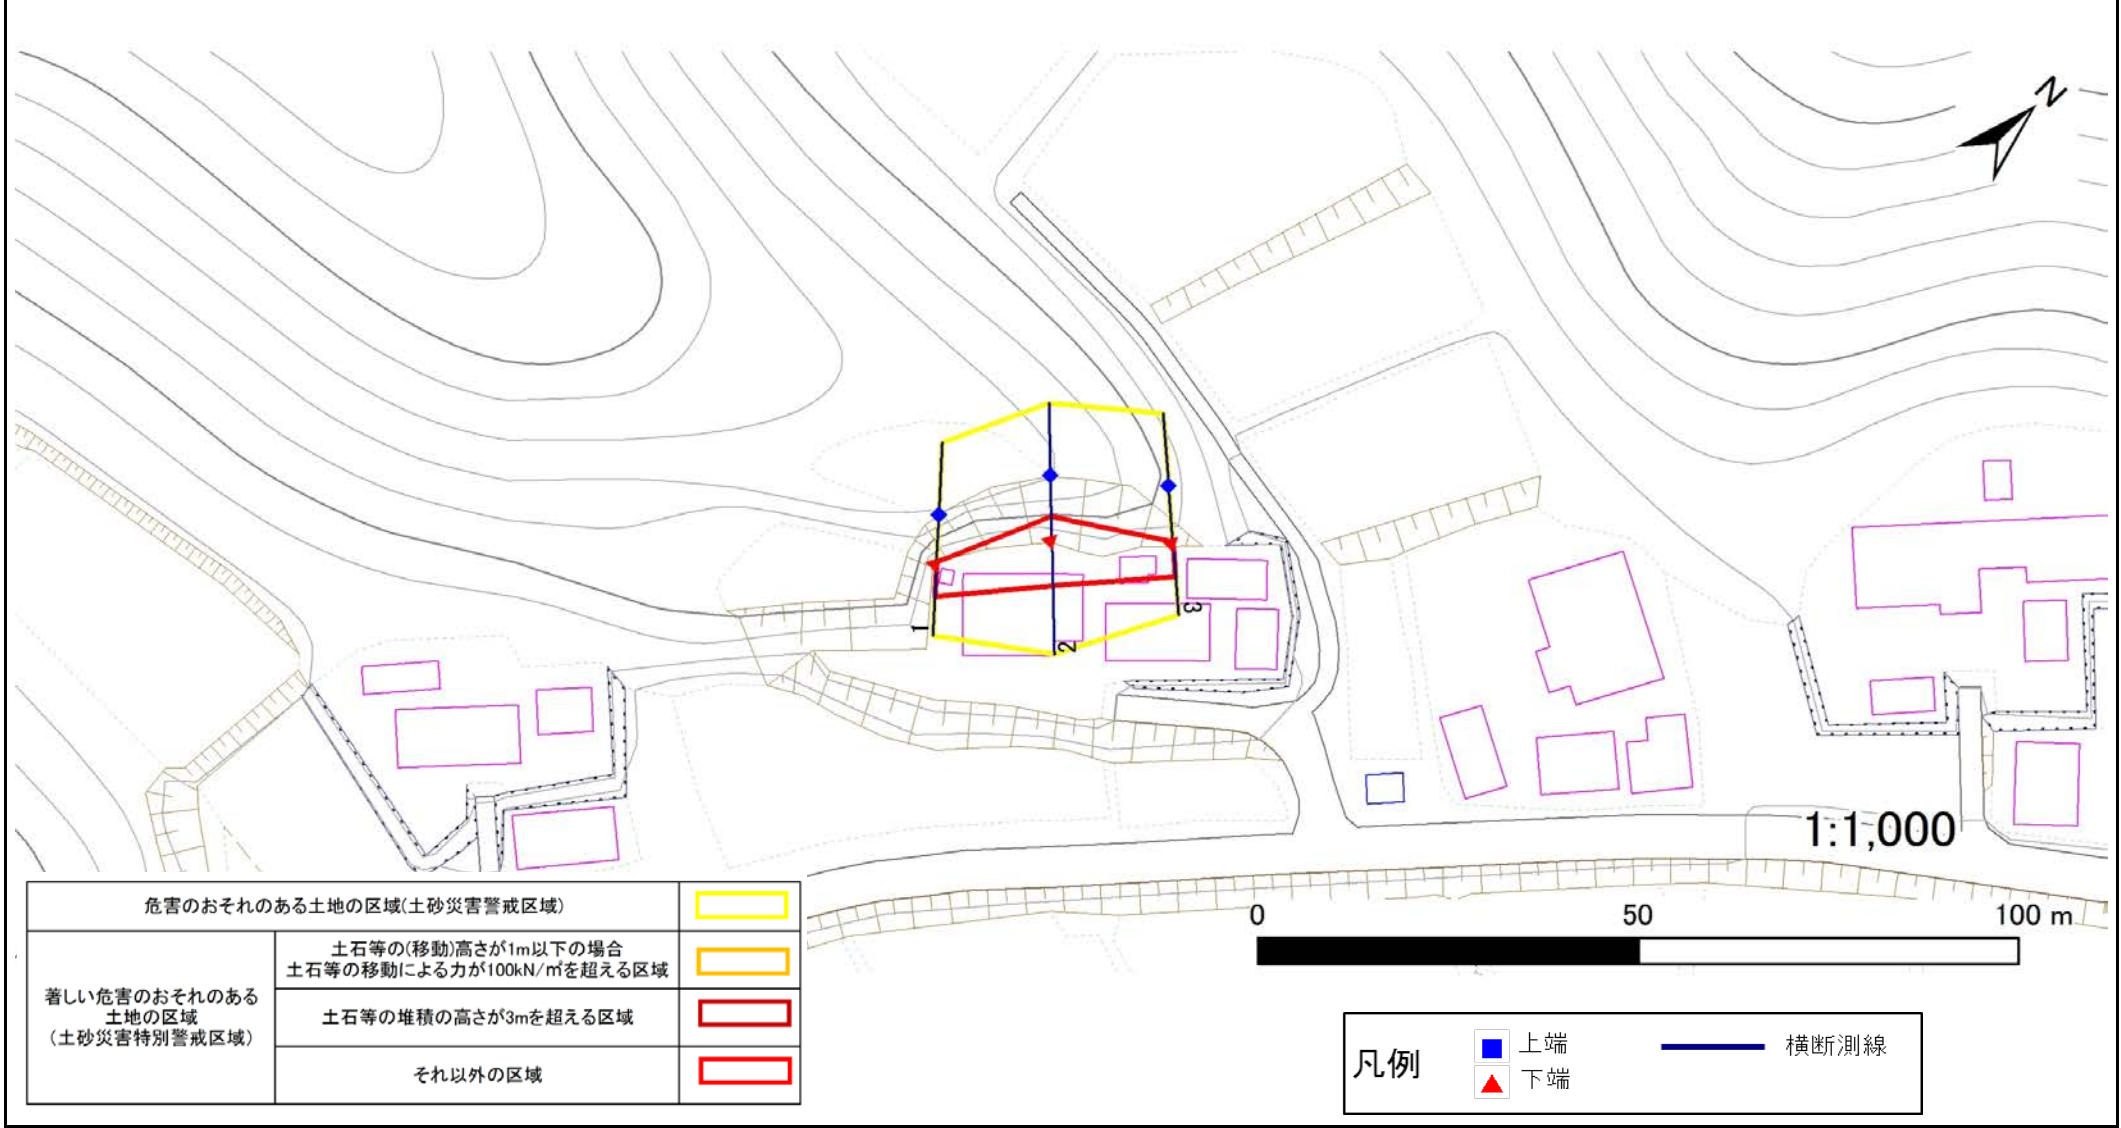 N
1
2
3
1:1,000
0 50 100 m
危害のおそれのある土地の区域(土砂災害警戒区域)
著しい危害のおそれのある
土地の区域
(土砂災害特別警戒区域)
土石等の(移動)高さが1m以下の場合
土石等の移動による力が100kN/㎡を超える区域
土石等の堆積の高さが3mを超える区域
それ以外の区域
凡例
上端
下端
横断測線